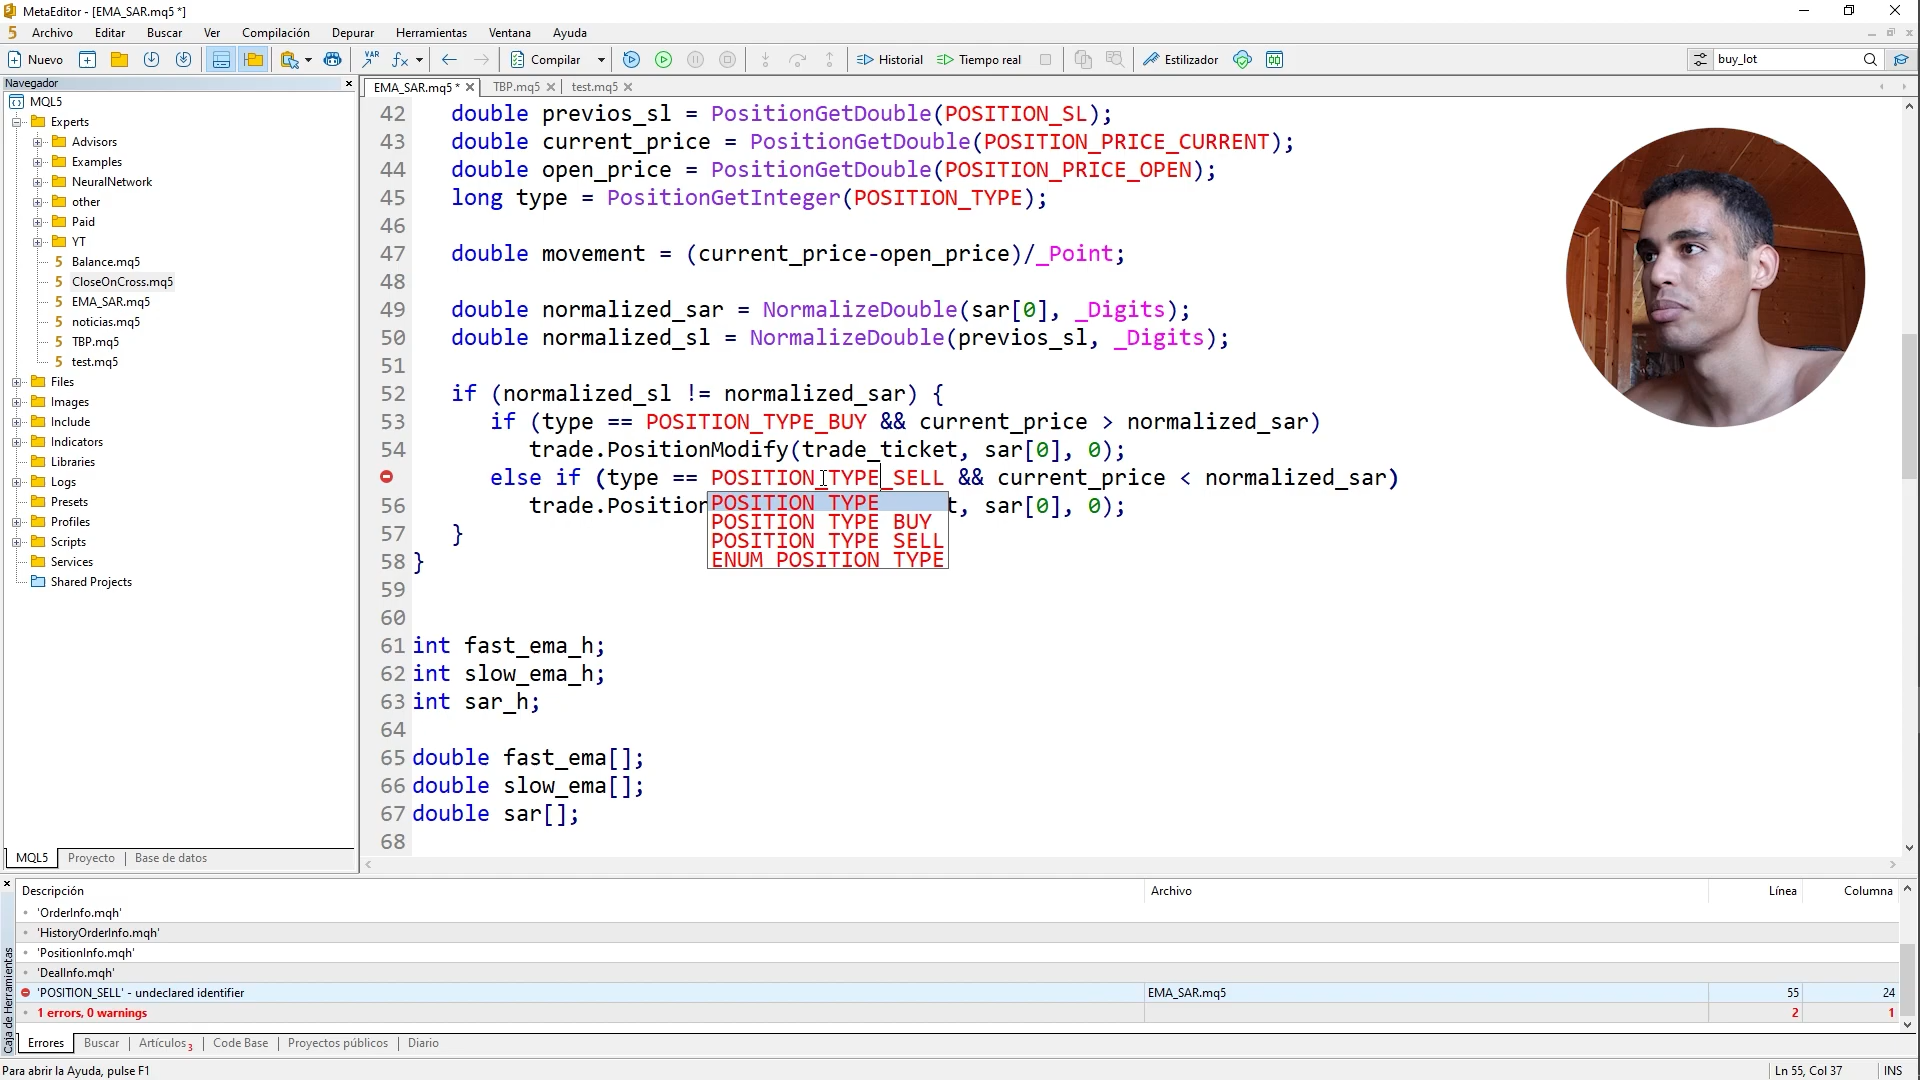 MetaEditor - [EMA_SAR.mq5 *]
Archivo Editar Buscar Ver Compilación Depurar Herramientas Ventana Ayuda
Nuevo Compilar Historial Tiempo real Estilizador buy_lot
Navegador
MQL5
Experts
Advisors
Examples
NeuralNetwork
other
Paid
YT
Balance.mq5
CloseOnCross.mq5
EMA_SAR.mq5
noticias.mq5
TBP.mq5
test.mq5
Files
Images
Include
Indicators
Libraries
Logs
Presets
Profiles
Scripts
Services
Shared Projects
MQL5 Proyecto Base de datos
EMA_SAR.mq5 * TBP.mq5 test.mq5
42 double previos_sl = PositionGetDouble(POSITION_SL);
43 double current_price = PositionGetDouble(POSITION_PRICE_CURRENT);
44 double open_price = PositionGetDouble(POSITION_PRICE_OPEN);
45 long type = PositionGetInteger(POSITION_TYPE);
46
47 double movement = (current_price-open_price)/_Point;
48
49 double normalized_sar = NormalizeDouble(sar[0], _Digits);
50 double normalized_sl = NormalizeDouble(previos_sl, _Digits);
51
52 if (normalized_sl != normalized_sar) {
53 if (type == POSITION_TYPE_BUY && current_price > normalized_sar)
54 trade.PositionModify(trade_ticket, sar[0], 0);
else if (type == POSITION_TYPE_SELL && current_price < normalized_sar)
56 trade.Position t, sar[0], 0);
POSITION_TYPE
POSITION_TYPE_BUY
POSITION_TYPE_SELL
ENUM_POSITION_TYPE
57 }
58 }
59
60
61 int fast_ema_h;
62 int slow_ema_h;
63 int sar_h;
64
65 double fast_ema[];
66 double slow_ema[];
67 double sar[];
68
Caja de Herramientas
Descripción Archivo Línea Columna
'OrderInfo.mqh'
'HistoryOrderInfo.mqh'
'PositionInfo.mqh'
'DealInfo.mqh'
'POSITION_SELL' - undeclared identifier EMA_SAR.mq5 55 24
1 errors, 0 warnings 2 1
Errores Buscar Artículos 3 Code Base Proyectos públicos Diario
Para abrir la Ayuda, pulse F1 Ln 55, Col 37 INS